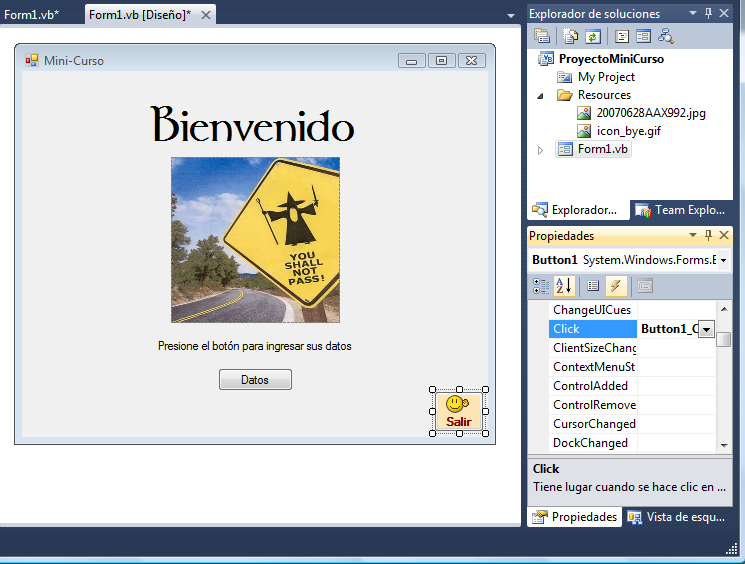 Form1.vb*
Form1.vb [Diseño]*
Mini-Curso
Bienvenido
YOU
SHALL
NOT
PASS!
Presione el botón para ingresar sus datos
Datos
Salir
Explorador de soluciones
ProyectoMiniCurso
My Project
Resources
20070628AAX992.jpg
icon_bye.gif
Form1.vb
Explorador...
Team Explo...
Propiedades
Button1 System.Windows.Forms.E
ChangeUICues
Click Button1_C
ClientSizeChang
ContextMenuSt
ControlAdded
ControlRemove
CursorChanged
DockChanged
Click
Tiene lugar cuando se hace clic en ...
Propiedades
Vista de esqu...